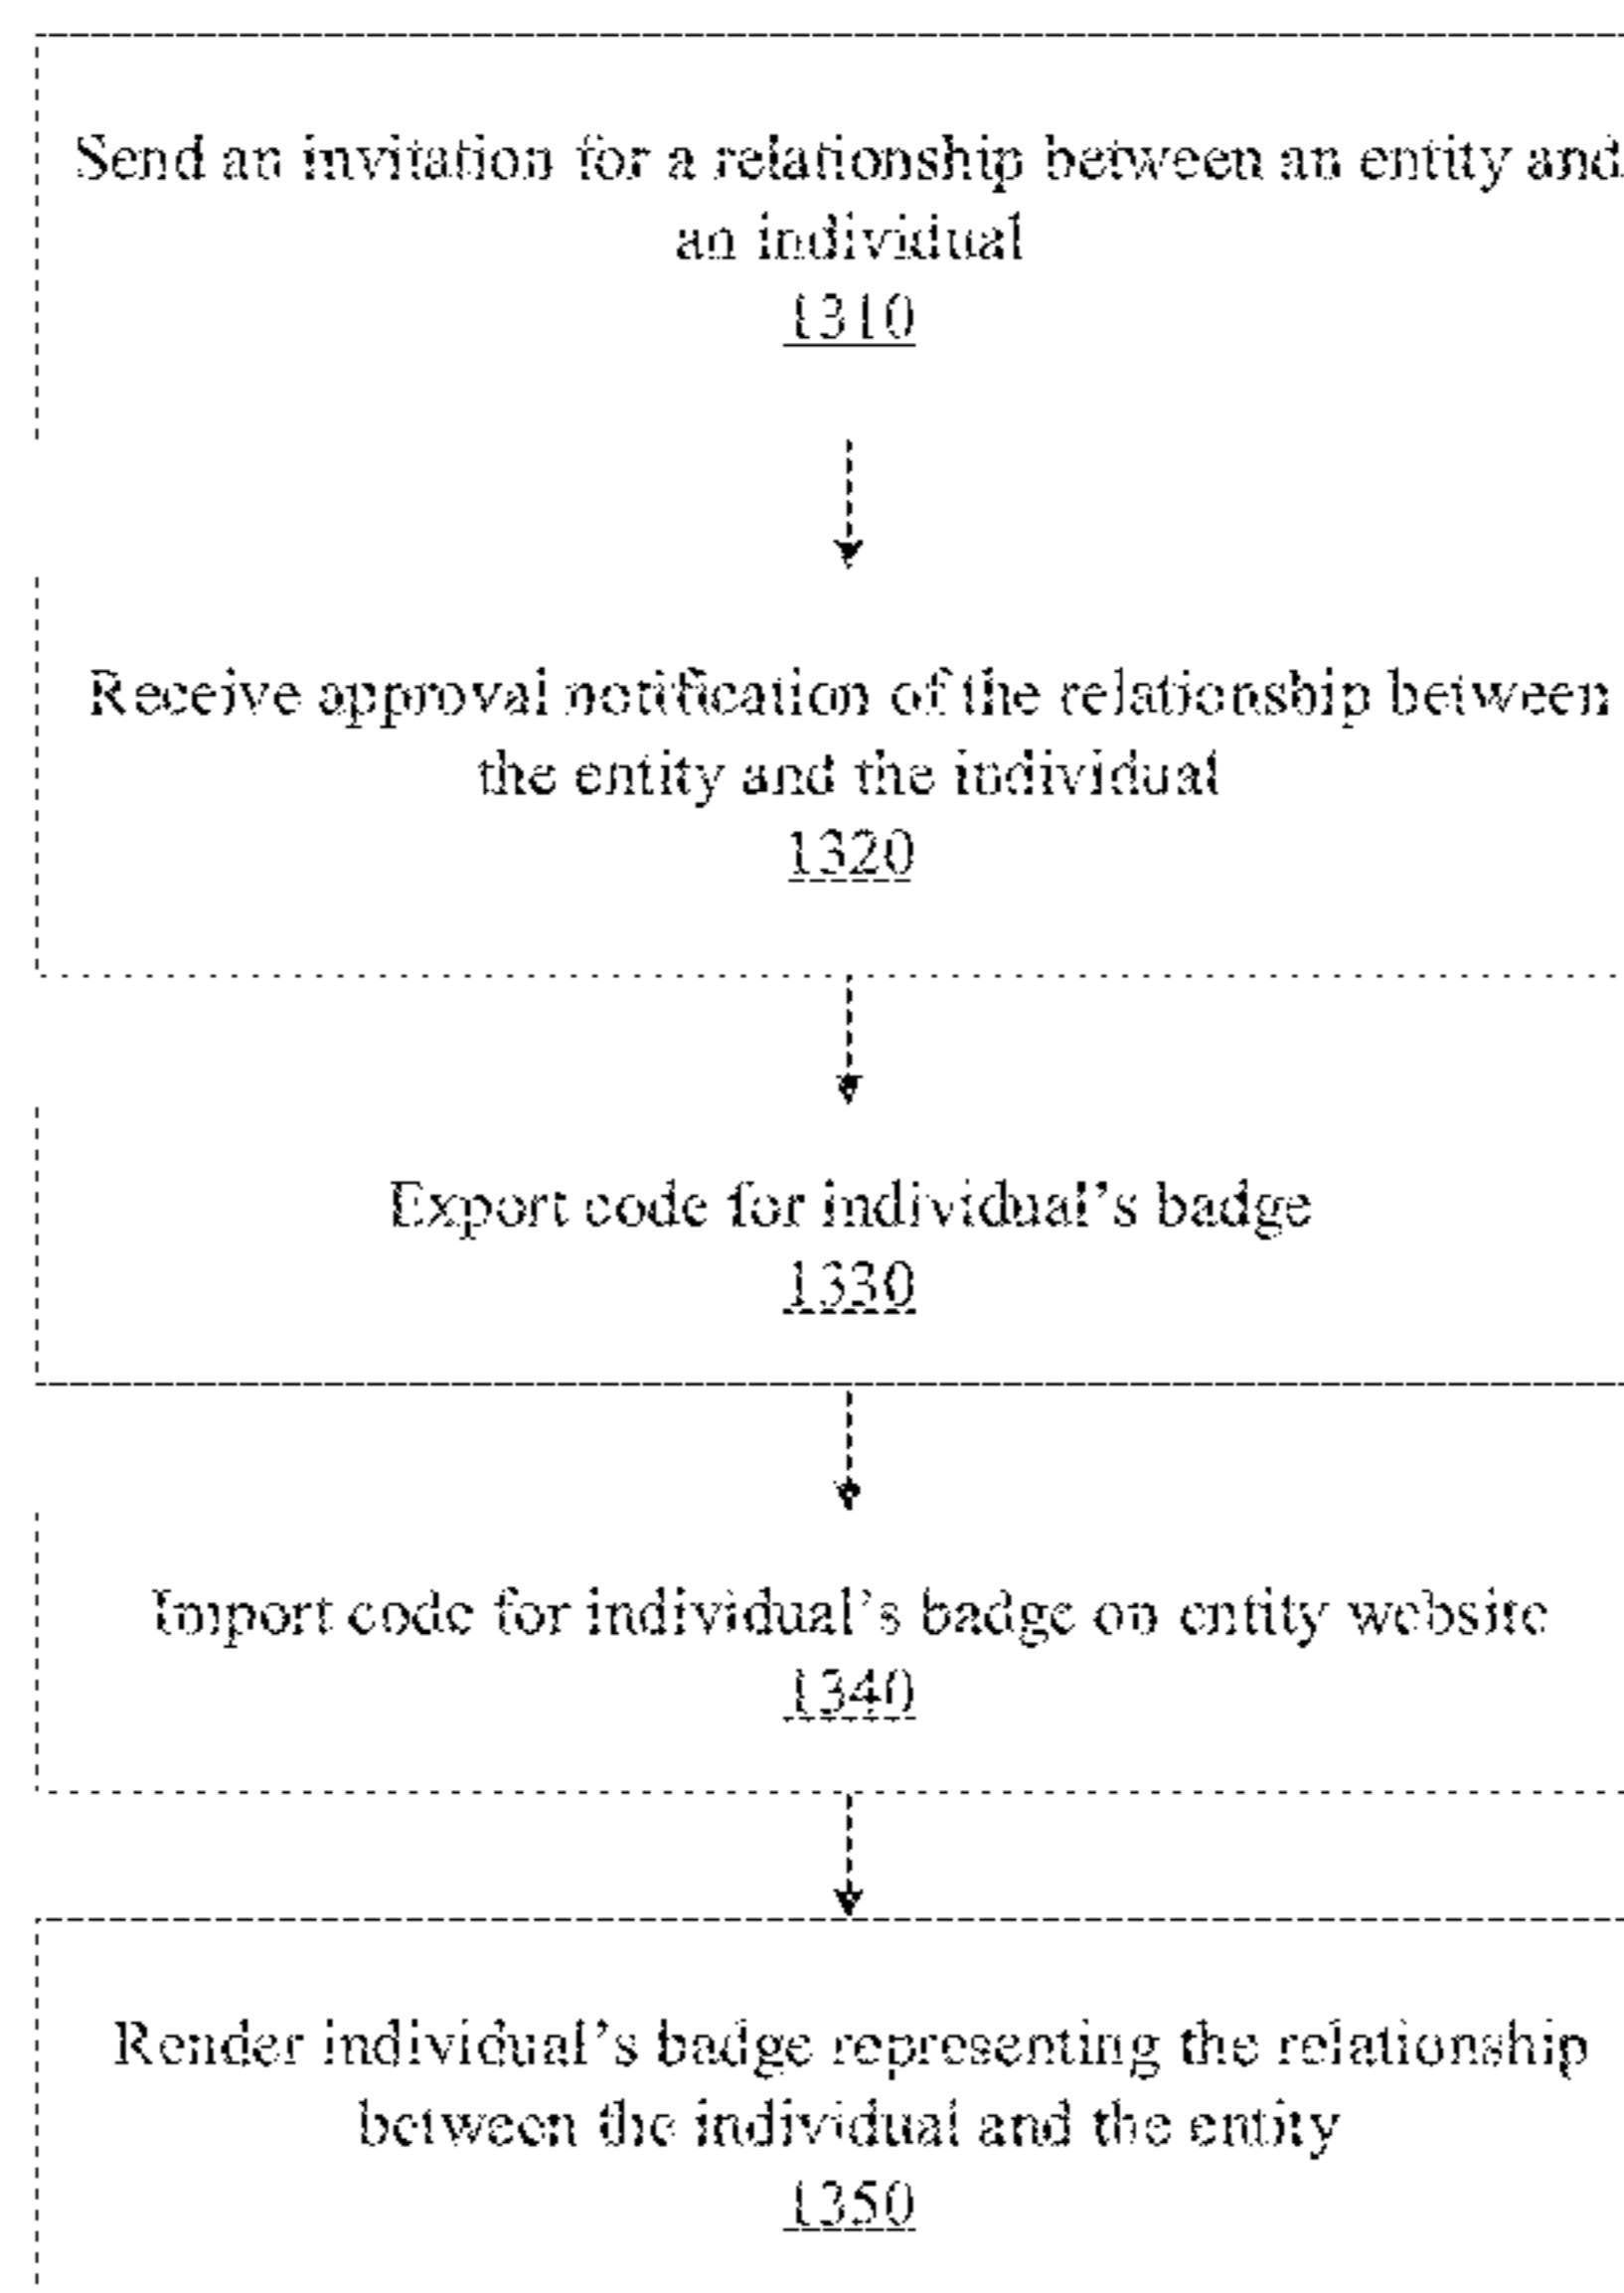 Send an invitation for a relationship between an entity and
an individual
1310
Receive approval notification of the relationship between
the entity and the individual
1320
Export code for individual’s badge
1330
Import code for individual’s badge on entity website
1340
Render individual’s badge representing the relationship
between the individual and the entity
1350